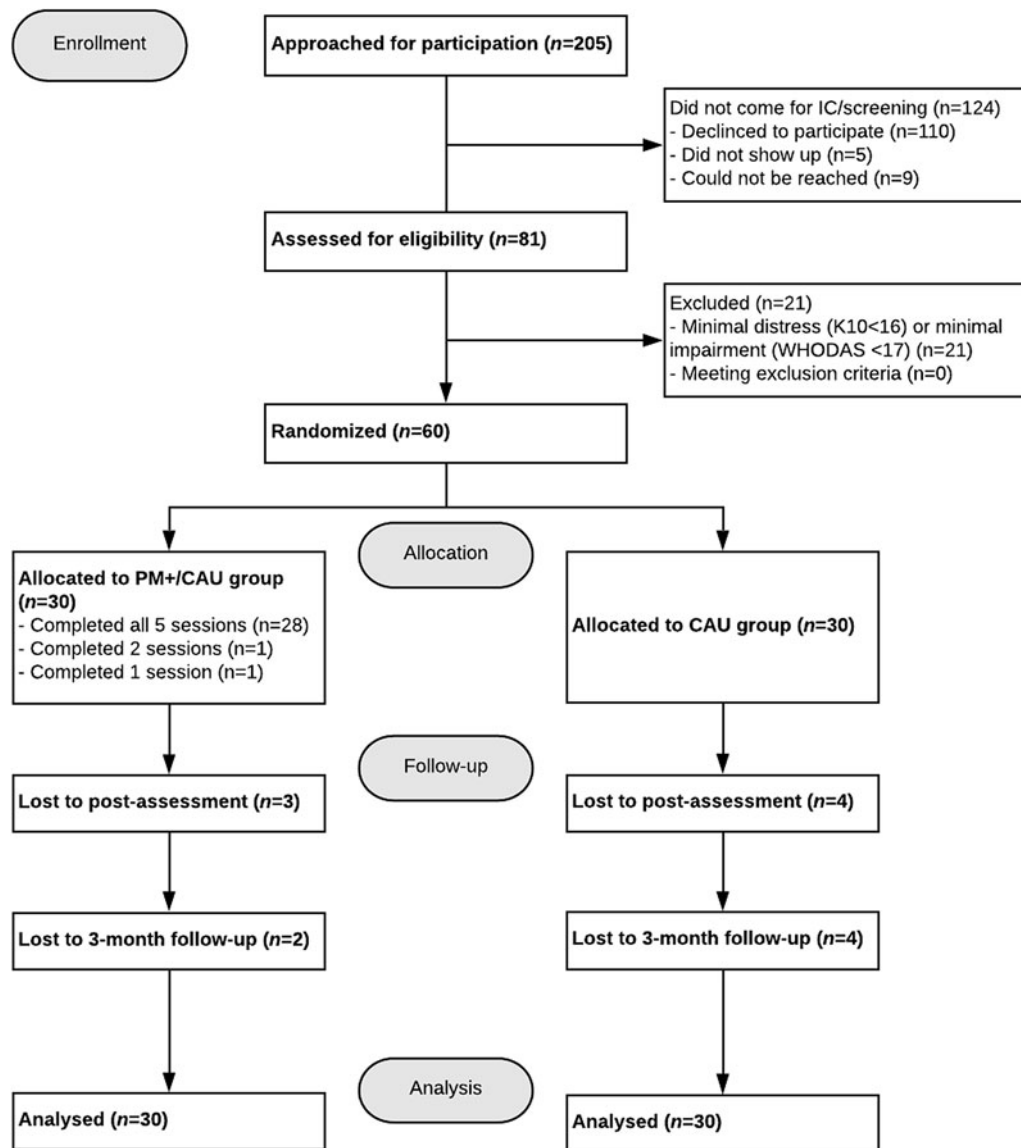 Enrollment
Approached for participation (n=205)
Did not come for IC/screening (n=124)
- Declinced to participate (n=110)
- Did not show up (n=5)
- Could not be reached (n=9)
Assessed for eligibility (n=81)
Excluded (n=21)
- Minimal distress (K10<16) or minimal
impairment (WHODAS <17) (n=21)
- Meeting exclusion criteria (n=0)
Randomized (n=60)
Allocation
Allocated to PM+/CAU group
(n=30)
- Completed all 5 sessions (n=28)
- Completed 2 sessions (n=1)
- Completed 1 session (n=1)
Allocated to CAU group (n=30)
Follow-up
Lost to post-assessment (n=3)
Lost to post-assessment (n=4)
Lost to 3-month follow-up (n=2)
Lost to 3-month follow-up (n=4)
Analysis
Analysed (n=30)
Analysed (n=30)